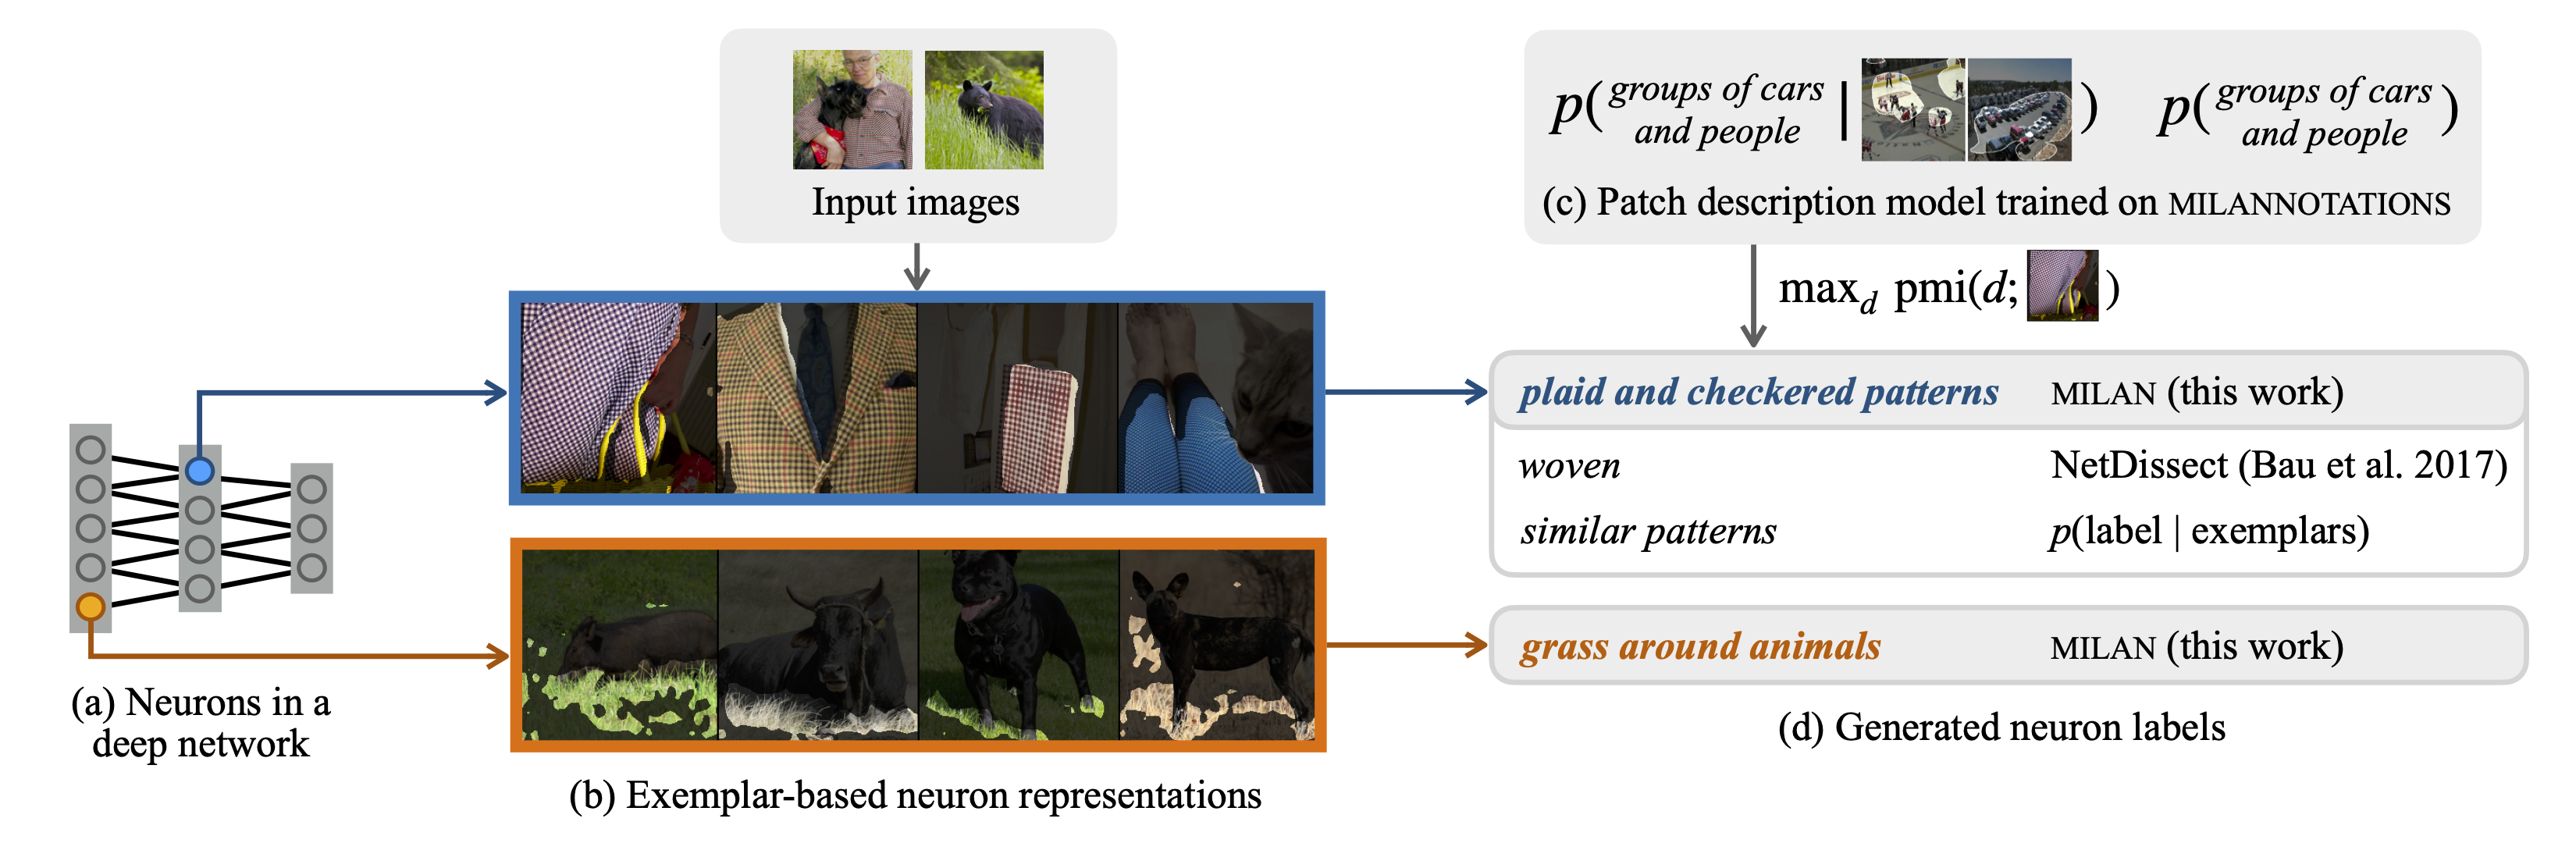 Input images
p(groups of cars and people | ) p(groups of cars and people)
(c) Patch description model trained on MILANNOTATIONS
max_d pmi(d; )
plaid and checkered patterns MILAN (this work)
woven NetDissect (Bau et al. 2017)
similar patterns p(label | exemplars)
grass around animals MILAN (this work)
(a) Neurons in a
deep network
(b) Exemplar-based neuron representations
(d) Generated neuron labels